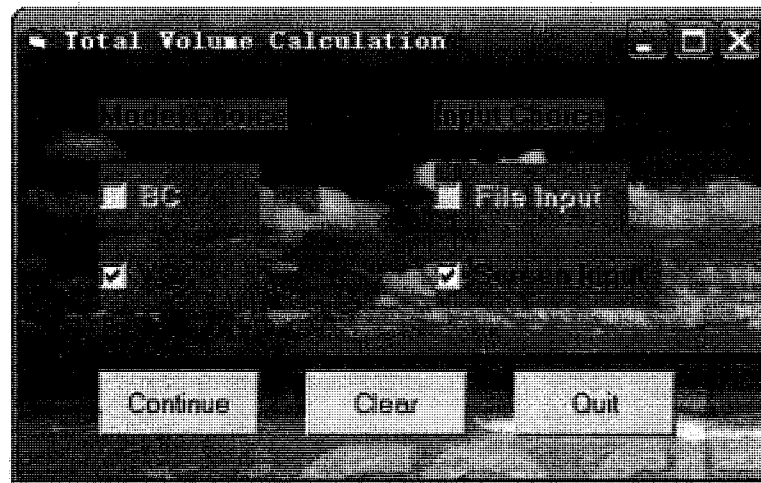 Total Volume Calculation
Model Choice Input Choice
BC File Input
Screen Input
Continue Clear Quit